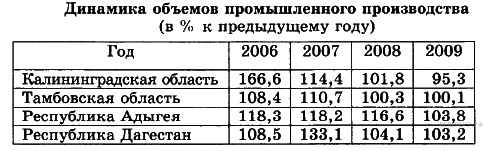 Динамика объемов промышленного производства
(в % к предыдущему году)
Год 2006 2007 2008 2009
Калининградская область 166,6 114,4 101,8 95,3
Тамбовская область 108,4 110,7 100,3 100,1
Республика Адыгея 118,3 118,2 116,6 103,8
Республика Дагестан 108,5 133,1 104,1 103,2